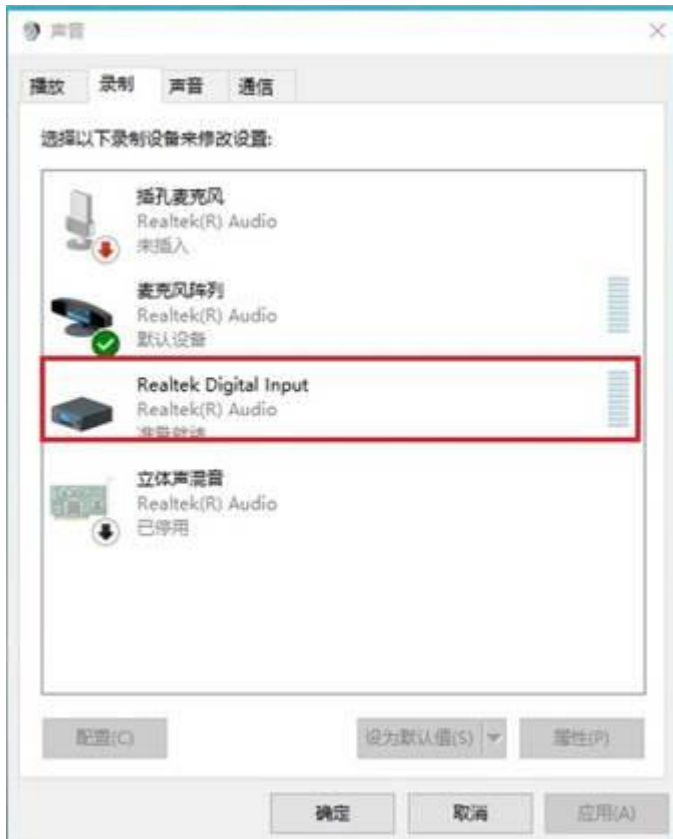 声音
播放 录制 声音 通信
选择以下录制设备来修改设置:
插孔麦克风
Realtek(R) Audio
未插入
麦克风阵列
Realtek(R) Audio
默认设备
Realtek Digital Input
Realtek(R) Audio
准备就绪
立体声混音
Realtek(R) Audio
已停用
配置(C) 设为默认值(S) 属性(P)
确定 取消 应用(A)